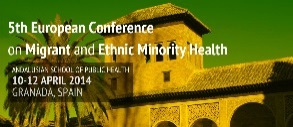 5th European Conference
on Migrant and Ethnic Minority Health
ANDALUSIAN SCHOOL OF PUBLIC HEALTH
10-12 APRIL 2014
GRANADA, SPAIN